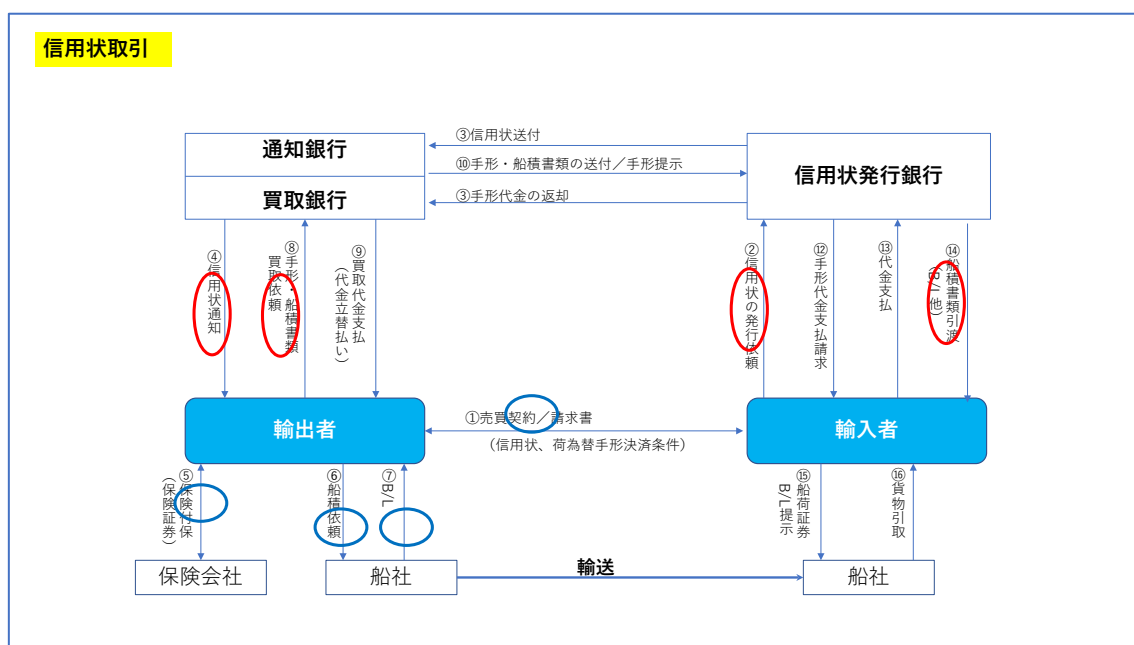 信用状取引
③信用状送付
通知銀行
⑩手形・船積書類の送付／手形提示
信用状発行銀行
買取銀行
③手形代金の返却
④信用状通知
⑧手形・船積書類
買取依頼
⑨買取代金支払
（代金立替払い）
②信用状の発行依頼
⑫手形代金支払請求
⑬代金支払
⑭船積書類引渡
（B/L他）
輸出者
①売買契約／請求書
（信用状、荷為替手形決済条件）
輸入者
⑤保険付保
（保険証券）
⑥船積依頼
⑦B/L
⑮船荷証券
B/L提示
⑯貨物引取
保険会社
船社
輸送
船社